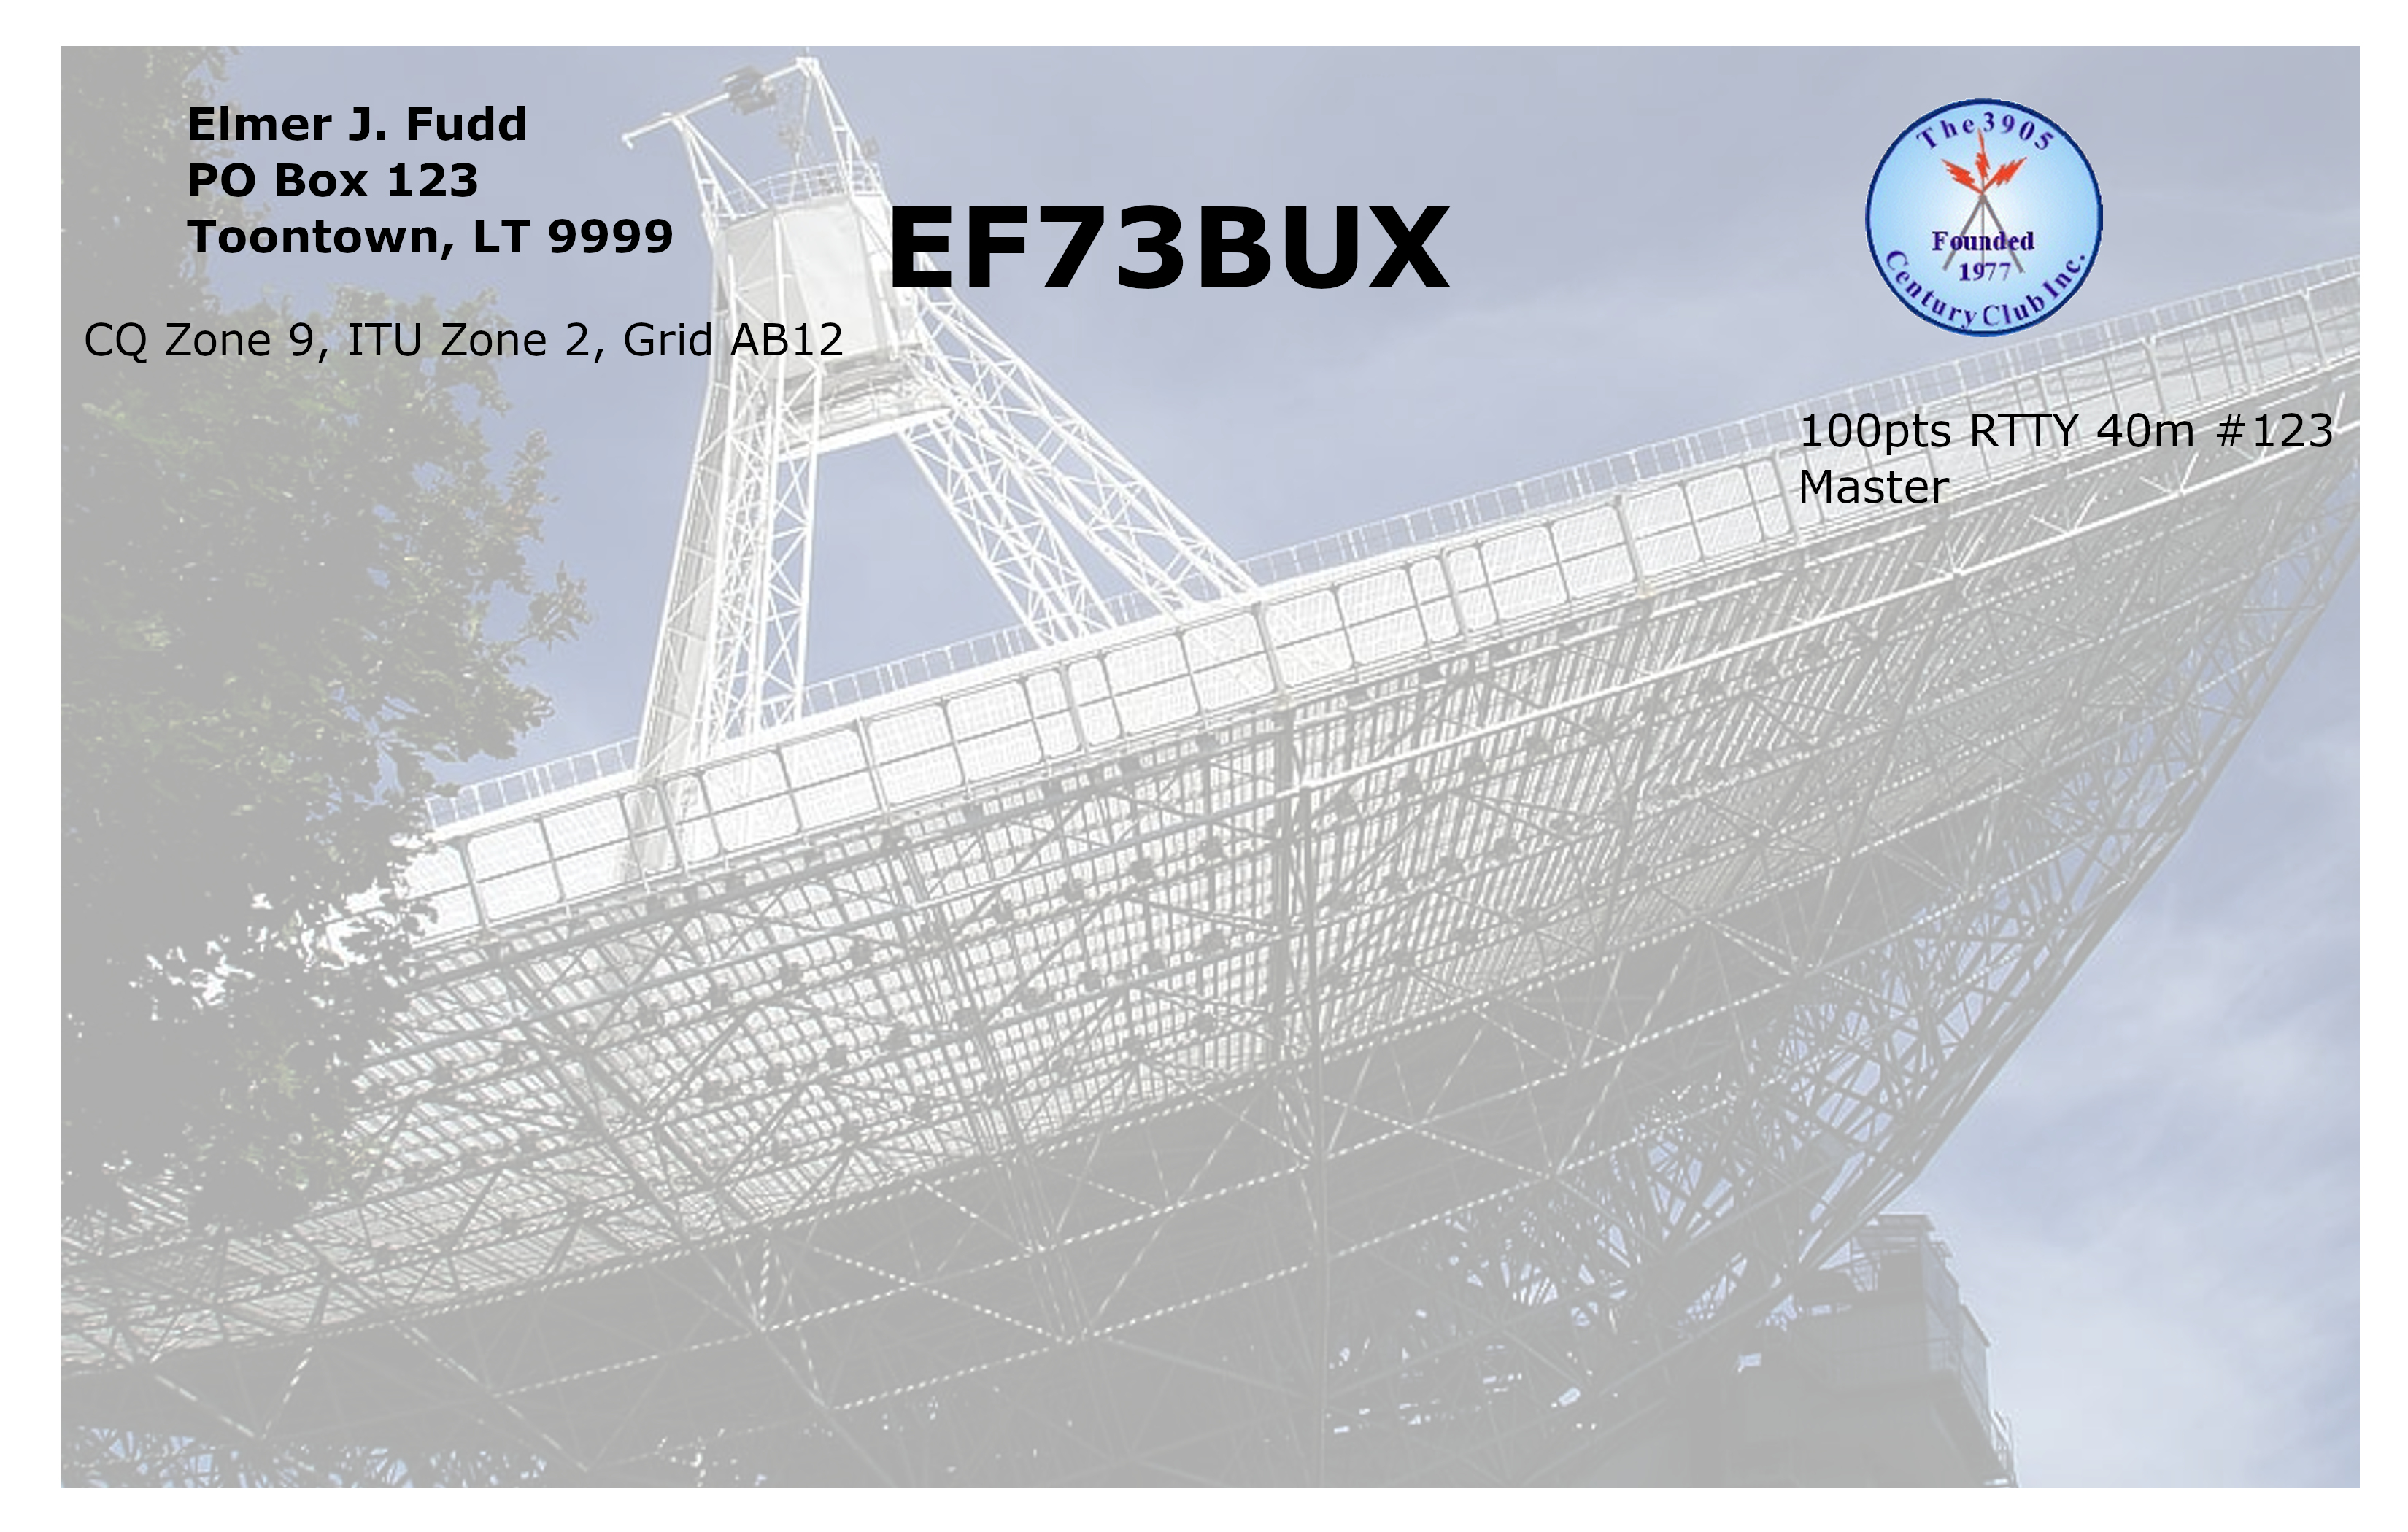 Elmer J. Fudd
PO Box 123
Toontown, LT 9999
EF73BUX
CQ Zone 9, ITU Zone 2, Grid AB12
The 3905
Founded
1977
Century Club Inc.
100pts RTTY 40m #123
Master